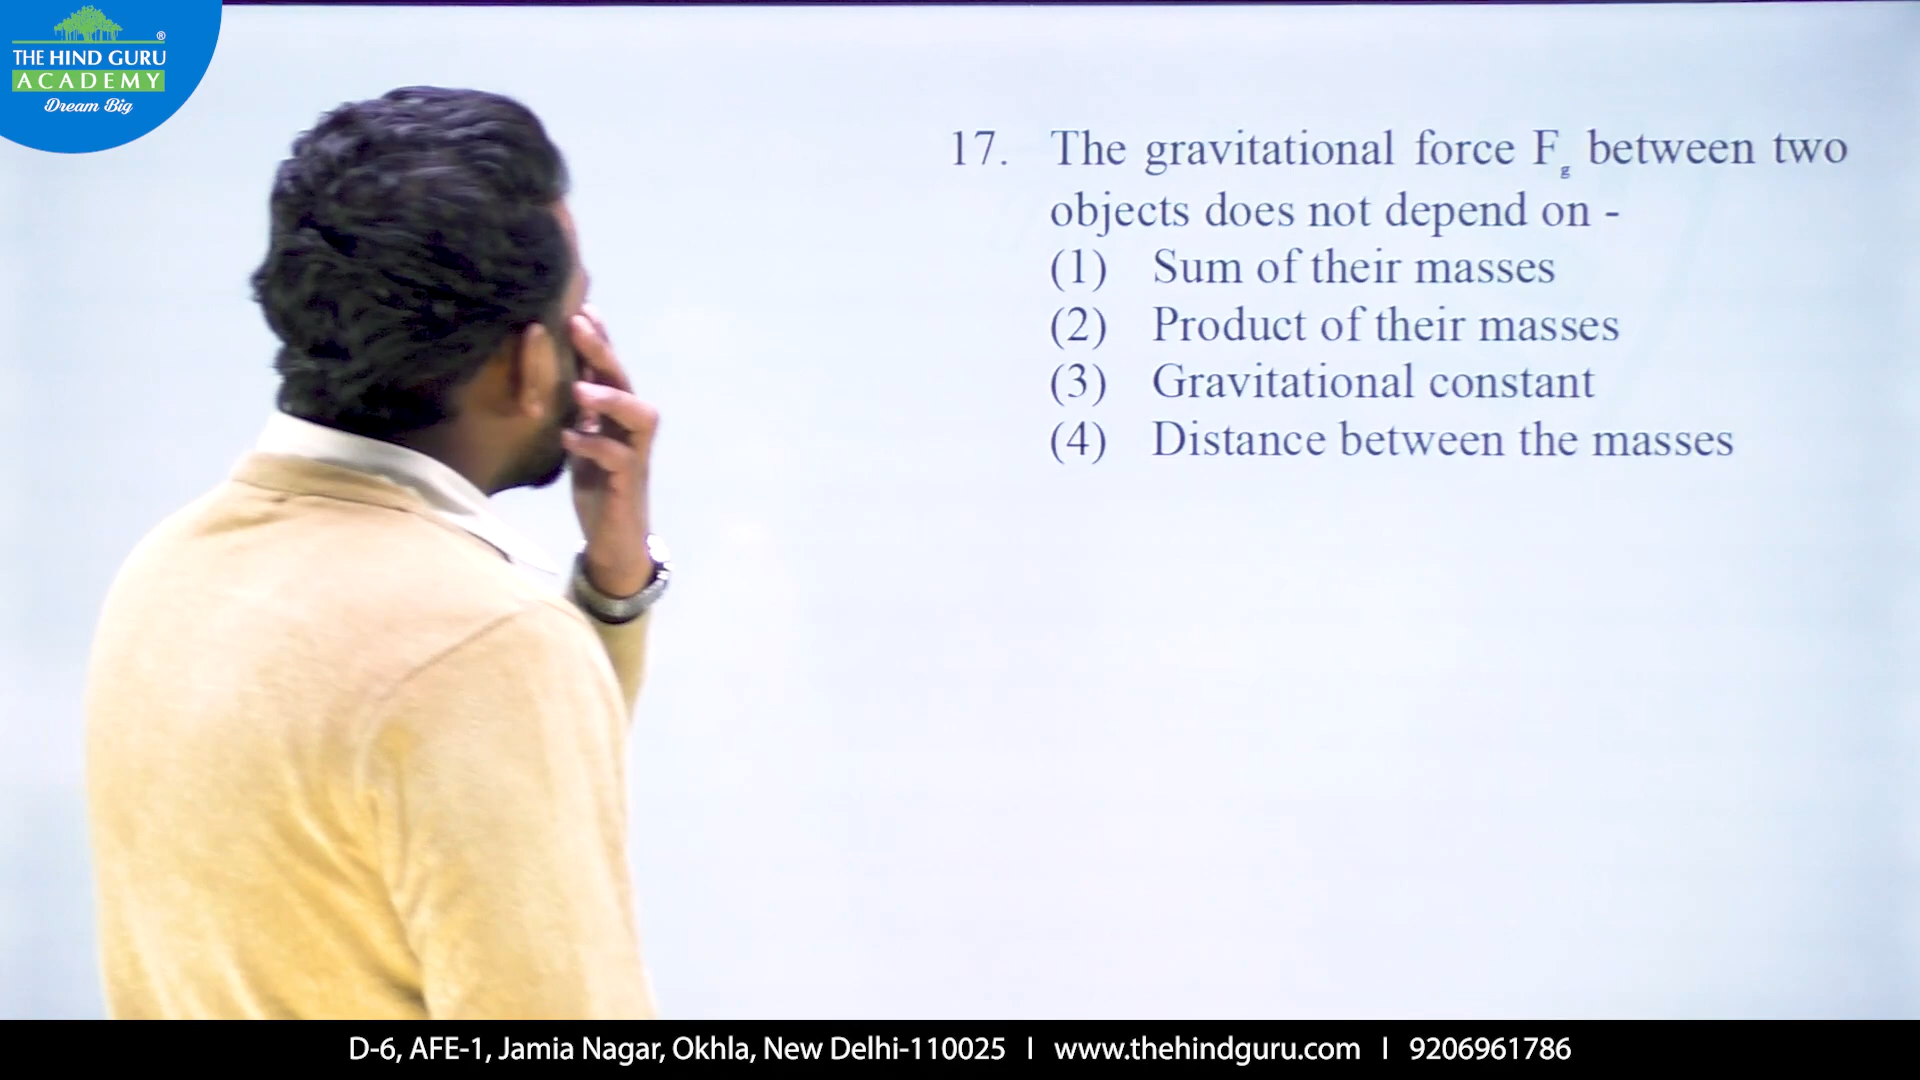 THE HIND GURU
®
ACADEMY
Dream Big
17. The gravitational force Fg between two
objects does not depend on -
(1) Sum of their masses
(2) Product of their masses
(3) Gravitational constant
(4) Distance between the masses
D-6, AFE-1, Jamia Nagar, Okhla, New Delhi-110025 | www.thehindguru.com | 9206961786